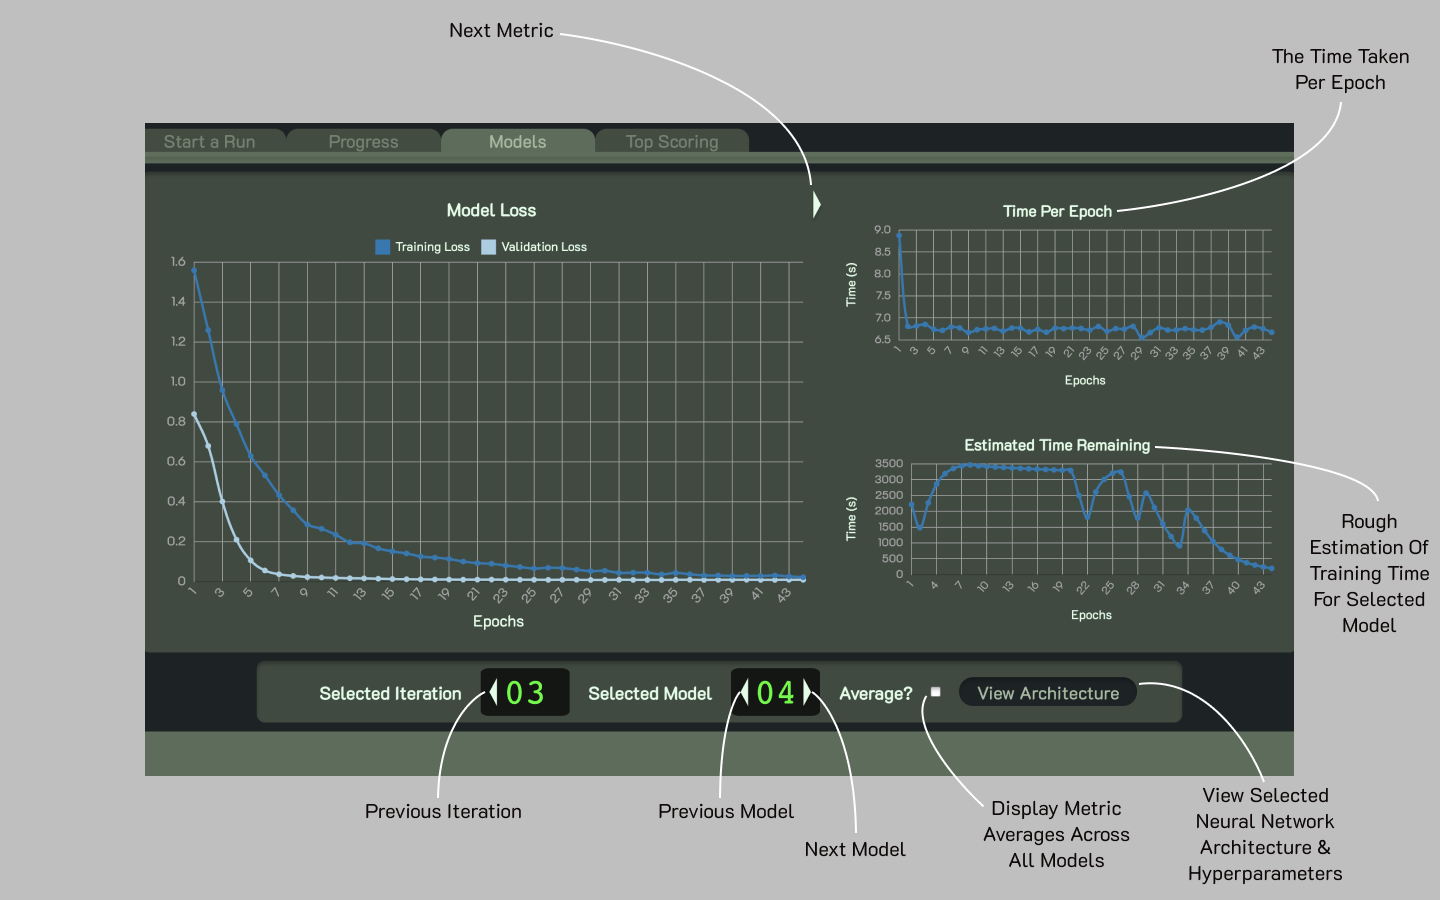 Next Metric
The Time Taken
Per Epoch
Start a Run
Progress
Models
Top Scoring
Model Loss
Training Loss
Validation Loss
1.6
1.4
1.2
1.0
0.8
0.6
0.4
0.2
0
1 3 5 7 9 11 13 15 17 19 21 23 25 27 29 31 33 35 37 39 41 43
Epochs
Time Per Epoch
Time (s)
9.0
8.5
8.0
7.5
7.0
6.5
1 3 5 7 9 11 13 15 17 19 21 23 25 27 29 31 33 35 37 39 41 43
Epochs
Estimated Time Remaining
Time (s)
3500
3000
2500
2000
1500
1000
500
0
1 4 7 10 13 16 19 22 25 28 31 34 37 40 43
Epochs
Rough
Estimation Of
Training Time
For Selected
Model
Selected Iteration
03
Selected Model
04
Average?
View Architecture
Previous Iteration
Previous Model
Next Model
Display Metric
Averages Across
All Models
View Selected
Neural Network
Architecture &
Hyperparameters